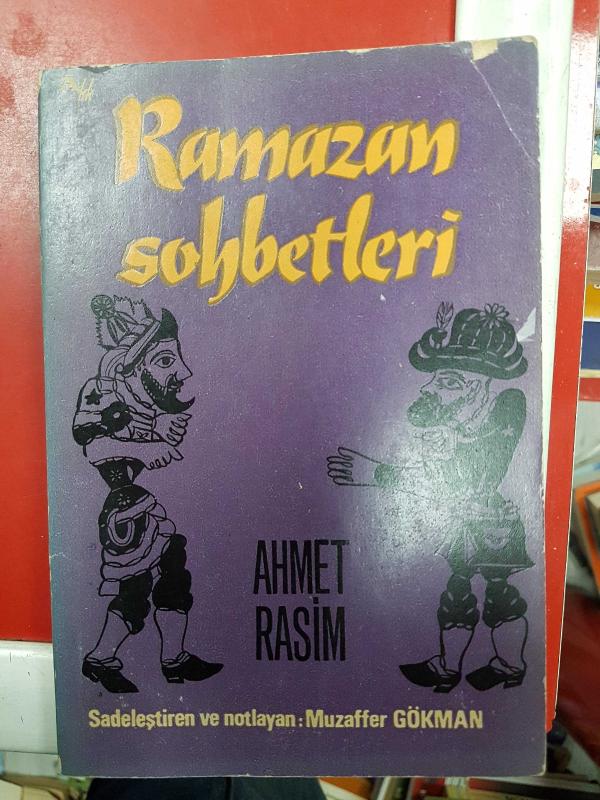 Ramazan
sohbetleri
AHMET
RASİM
Sadeleştiren ve notlayan: Muzaffer GÖKMAN